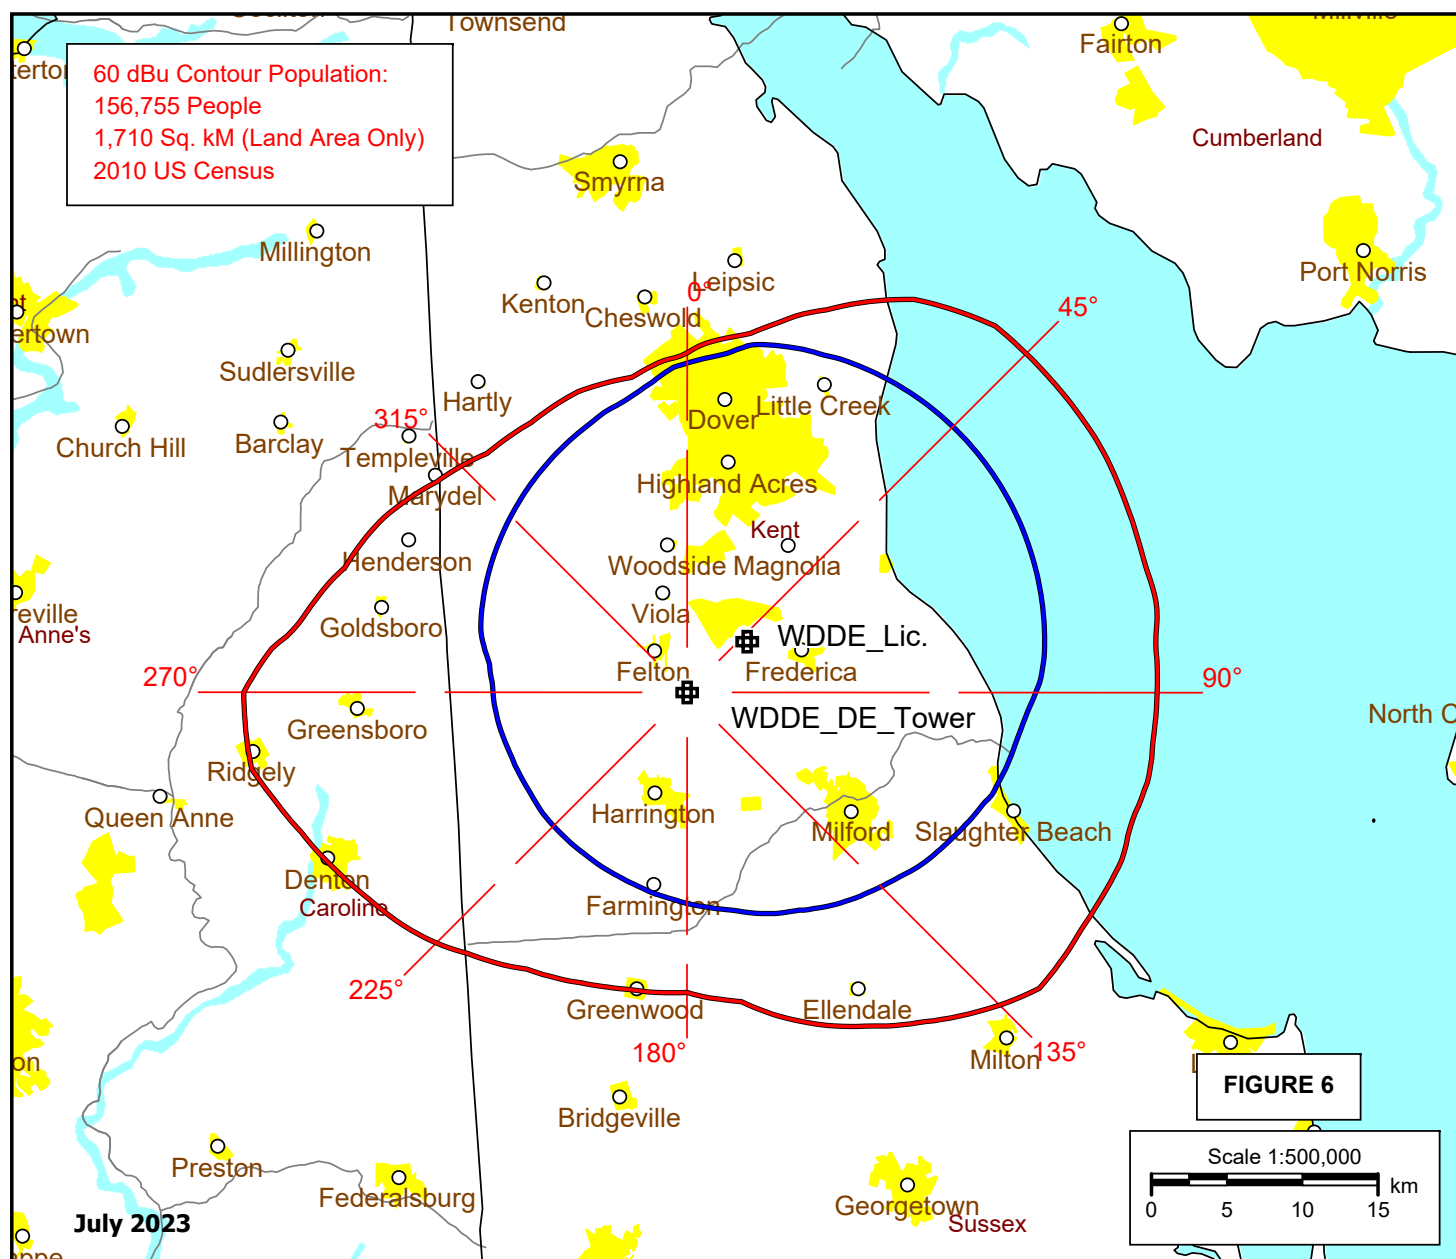 Townsend
Fairton
60 dBu Contour Population:
156,755 People
1,710 Sq. kM (Land Area Only)
2010 US Census
Cumberland
Smyrna
Millington
Leipsic
Port Norris
0°
Kenton
Cheswold
45°
ertown
Sudlersville
Hartly
Little Creek
Dover
315°
Church Hill
Barclay
Templeville
Highland Acres
Marydel
Kent
Henderson
Woodside
Magnolia
Viola
reville
Goldsboro
Anne's
WDDE_Lic.
Felton
Frederica
270°
90°
WDDE_DE_Tower
North C
Greensboro
Ridgely
Queen Anne
Harrington
Milford
Slaughter Beach
Denton
Caroline
Farmington
225°
Greenwood
Ellendale
180°
Milton
135°
on
L
FIGURE 6
Bridgeville
Scale 1:500,000
km
0 5 10 15
Preston
Federalsburg
Georgetown
Sussex
July 2023